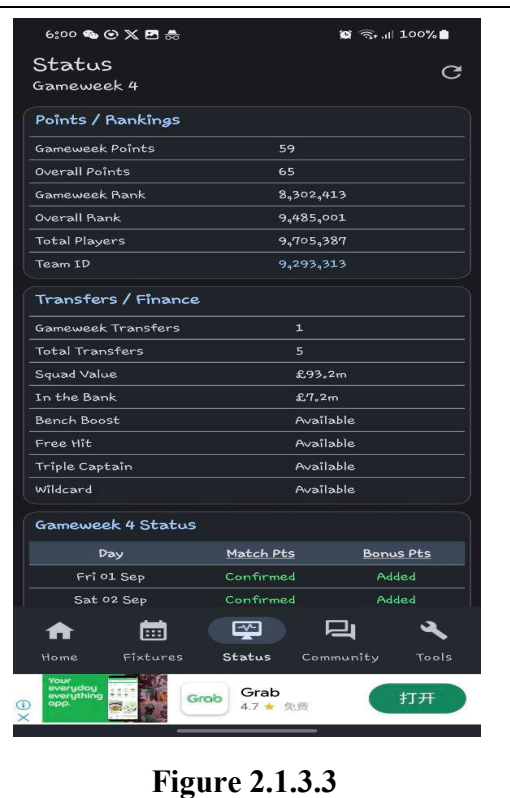 6:00 100%
Status
Gameweek 4
Points / Rankings
Gameweek Points 59
Overall Points 65
Gameweek Rank 8,302,413
Overall Rank 9,485,001
Total Players 9,705,387
Team ID 9,293,313
Transfers / Finance
Gameweek Transfers 1
Total Transfers 5
Squad Value £93.2m
In the Bank £7.2m
Bench Boost Available
Free Hit Available
Triple Captain Available
Wildcard Available
Gameweek 4 Status
Day Match Pts Bonus Pts
Fri 01 Sep Confirmed Added
Sat 02 Sep Confirmed Added
Home Fixtures Status Community Tools
Your
everyday
everything
app.
Grab
Grab
4.7 ★ 免费
打开
Figure 2.1.3.3